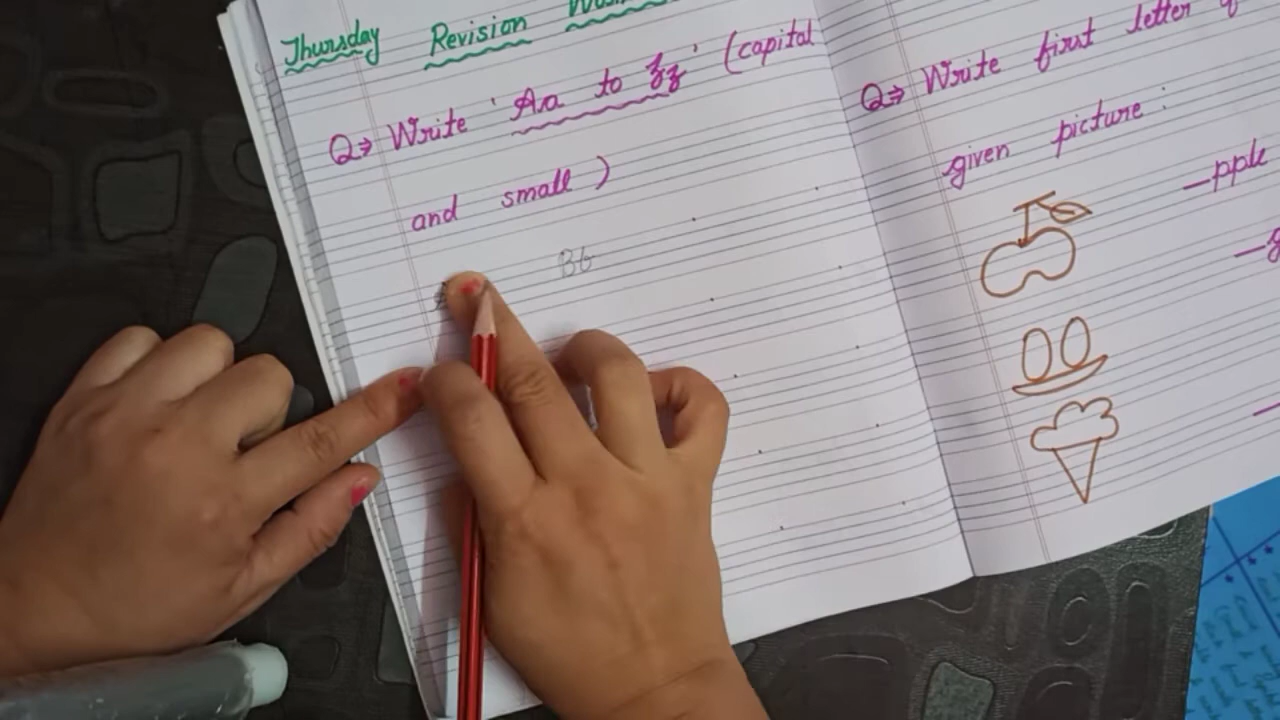 Thursday Revision
Q⇒ Write 'Aa to Zz' (capital
and small)
Bb
Q⇒ Write first letter of
given picture :
_pple